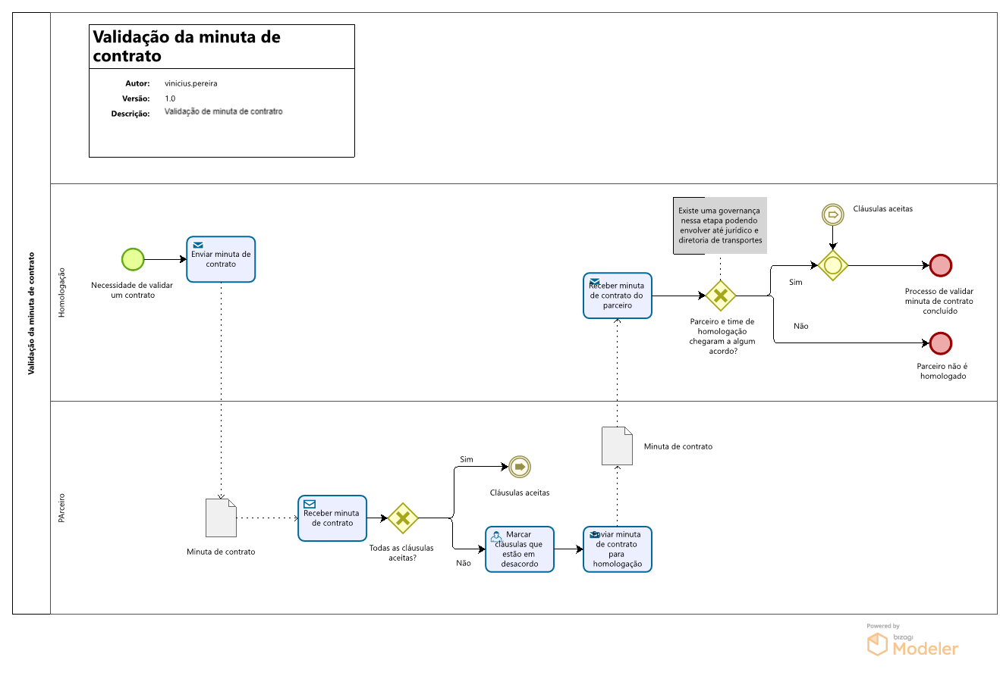 Validação da minuta de
contrato
Autor: vinicius.pereira
Versão: 1.0
Descrição: Validação de minuta de contratro
Validação da minuta de contrato
Homologação
Necessidade de validar
um contrato
Enviar minuta de
contrato
Receber minuta
de contrato do
parceiro
Existe uma governança
nessa etapa podendo
envolver até jurídico e
diretoria de transportes
Parceiro e time de
homologação
chegaram a algum
acordo?
Sim
Não
Cláusulas aceitas
Processo de validar
minuta de contrato
concluído
Parceiro não é
homologado
PArceiro
Minuta de contrato
Receber minuta
de contrato
Todas as cláusulas
aceitas?
Sim
Não
Cláusulas aceitas
Marcar
cláusulas que
estão em
desacordo
Enviar minuta
de contrato
para
homologação
Minuta de contrato
Powered by
bizagi
Modeler